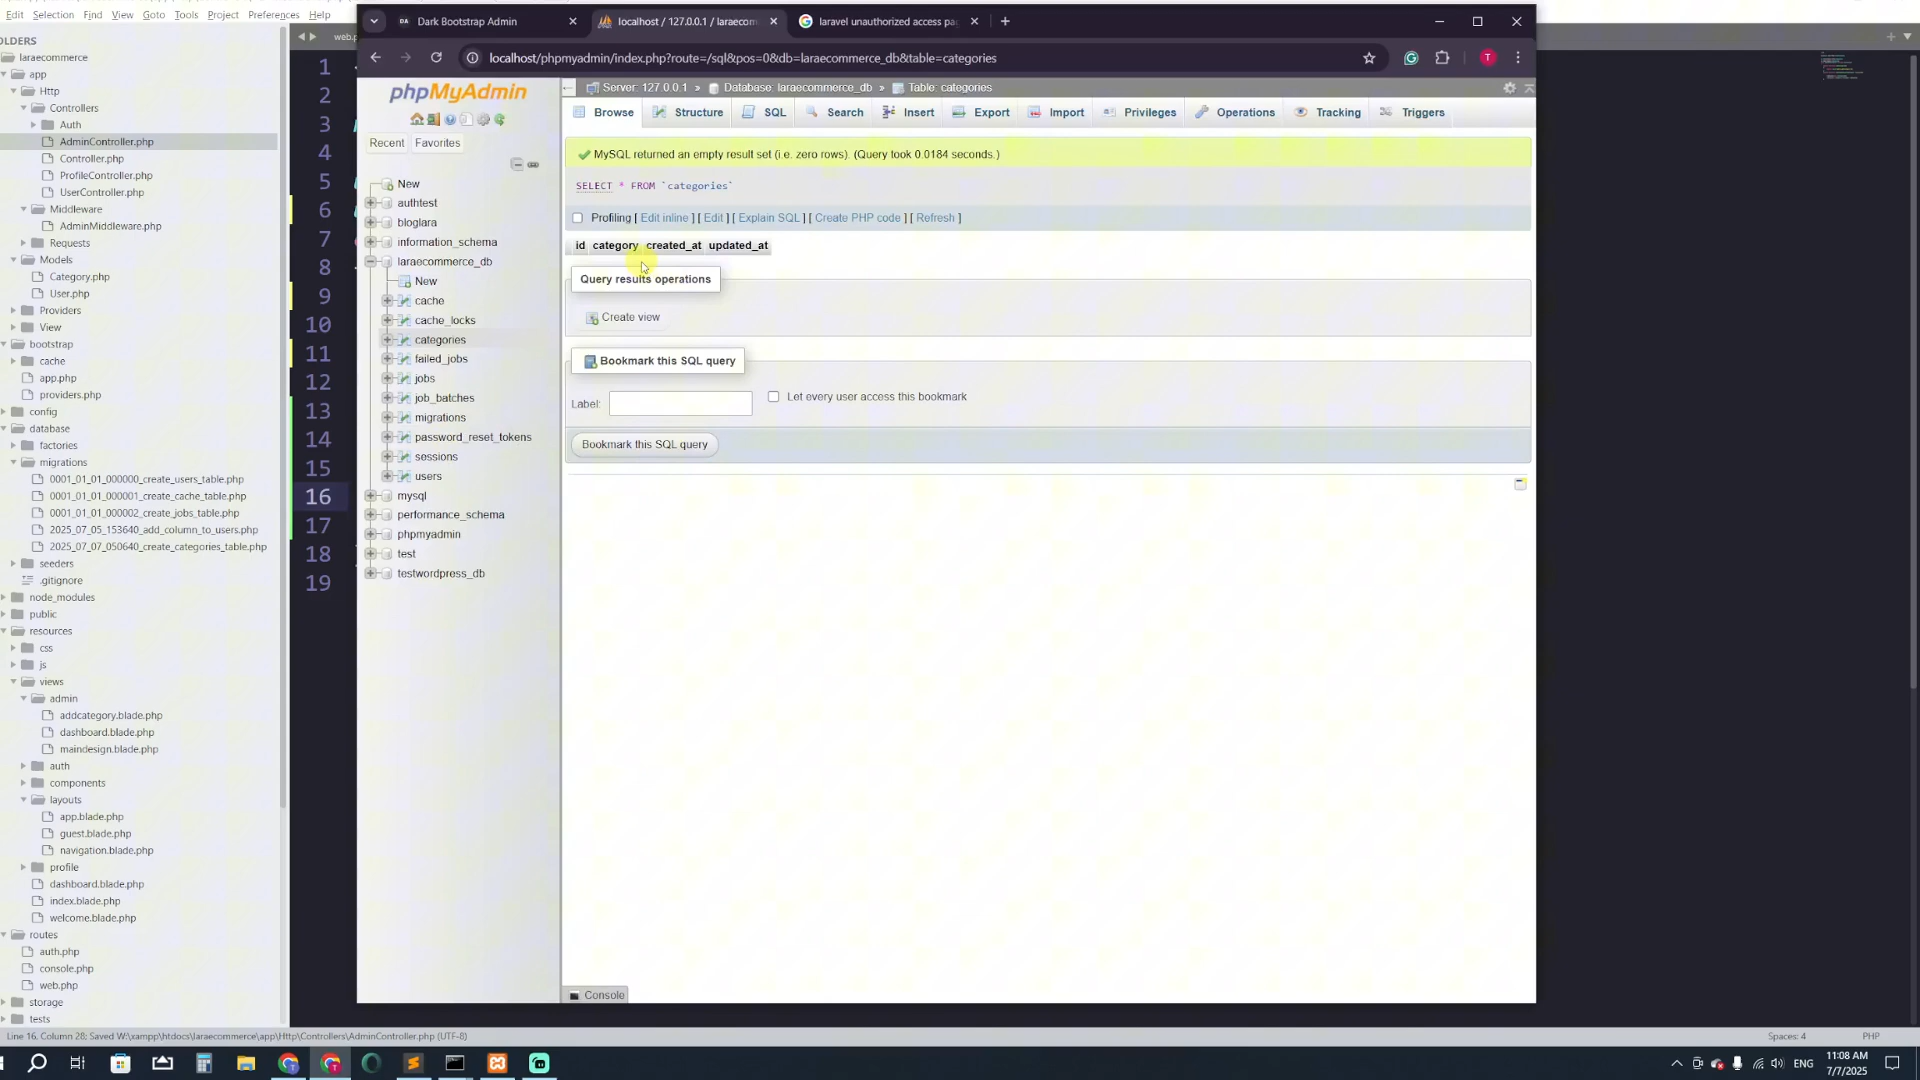 Edit Selection Find View Goto Tools Project Preferences Help
Dark Bootstrap Admin
localhost / 127.0.0.1 / laraecom
laravel unauthorized access pa
localhost/phpmyadmin/index.php?route=/sql&pos=0&db=laraecommerce_db&table=categories
OLDERS
laraecommerce
app
Http
Controllers
Auth
AdminController.php
Controller.php
ProfileController.php
UserController.php
Middleware
AdminMiddleware.php
Requests
Models
Category.php
User.php
Providers
View
bootstrap
cache
app.php
providers.php
config
database
factories
migrations
0001_01_01_000000_create_users_table.php
0001_01_01_000001_create_cache_table.php
0001_01_01_000002_create_jobs_table.php
2025_07_05_153640_add_column_to_users.php
2025_07_07_050640_create_categories_table.php
seeders
.gitignore
node_modules
public
resources
css
js
views
admin
addcategory.blade.php
dashboard.blade.php
maindesign.blade.php
auth
components
layouts
app.blade.php
guest.blade.php
navigation.blade.php
profile
dashboard.blade.php
index.blade.php
welcome.blade.php
routes
auth.php
console.php
web.php
storage
tests
web.p
1
2
3
4
5
6
7
8
9
10
11
12
13
14
15
16
17
18
19
phpMyAdmin
Recent Favorites
New
authtest
bloglara
information_schema
laraecommerce_db
New
cache
cache_locks
categories
failed_jobs
jobs
job_batches
migrations
password_reset_tokens
sessions
users
mysql
performance_schema
phpmyadmin
test
testwordpress_db
Server: 127.0.0.1 » Database: laraecommerce_db » Table: categories
Browse Structure SQL Search Insert Export Import Privileges Operations Tracking Triggers
MySQL returned an empty result set (i.e. zero rows). (Query took 0.0184 seconds.)
SELECT * FROM `categories`
Profiling [ Edit inline ] [ Edit ] [ Explain SQL ] [ Create PHP code ] [ Refresh ]
id category created_at updated_at
Query results operations
Create view
Bookmark this SQL query
Label: Let every user access this bookmark
Bookmark this SQL query
Console
Line 16, Column 28; Saved W:\xampp\htdocs\laraecommerce\app\Http\Controllers\AdminController.php (UTF-8)
Spaces: 4 PHP
ENG
11:08 AM
7/7/2025